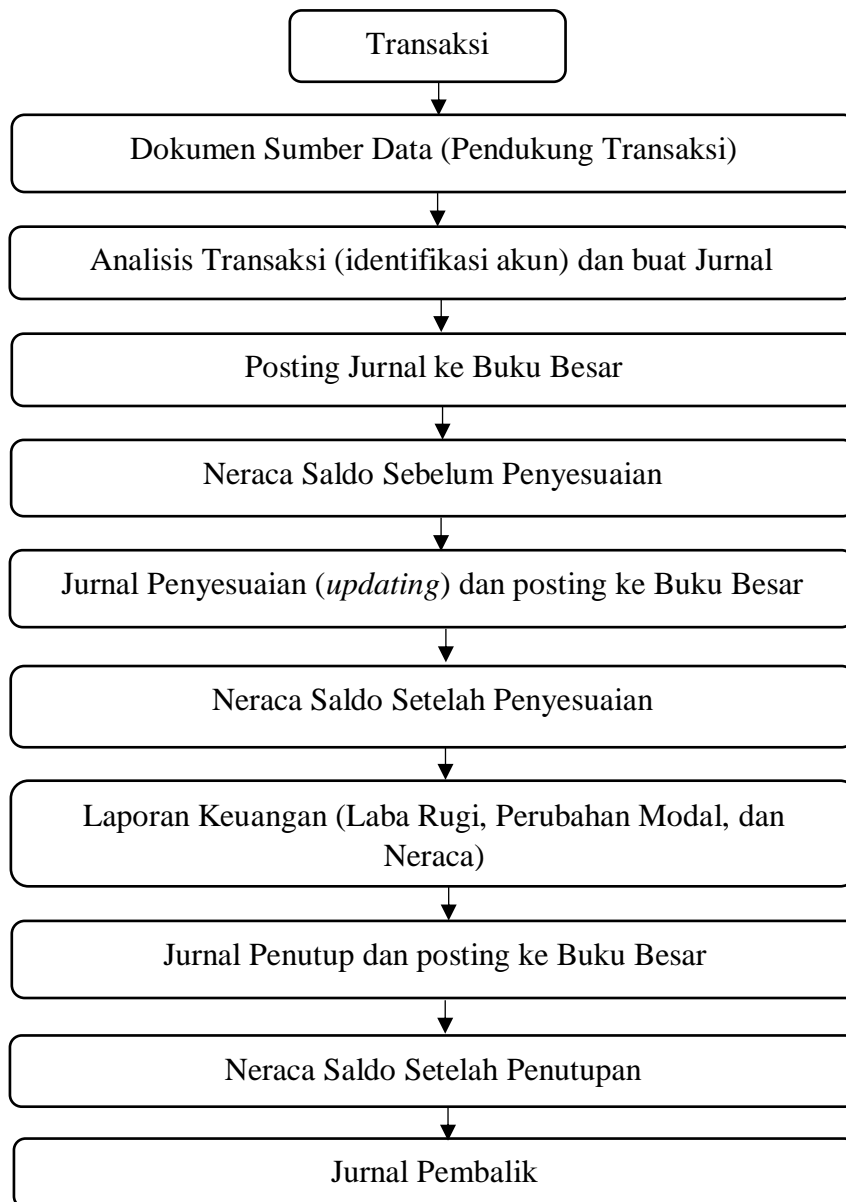 Transaksi
Dokumen Sumber Data (Pendukung Transaksi)
Analisis Transaksi (identifikasi akun) dan buat Jurnal
Posting Jurnal ke Buku Besar
Neraca Saldo Sebelum Penyesuaian
Jurnal Penyesuaian (updating) dan posting ke Buku Besar
Neraca Saldo Setelah Penyesuaian
Laporan Keuangan (Laba Rugi, Perubahan Modal, dan
Neraca)
Jurnal Penutup dan posting ke Buku Besar
Neraca Saldo Setelah Penutupan
Jurnal Pembalik